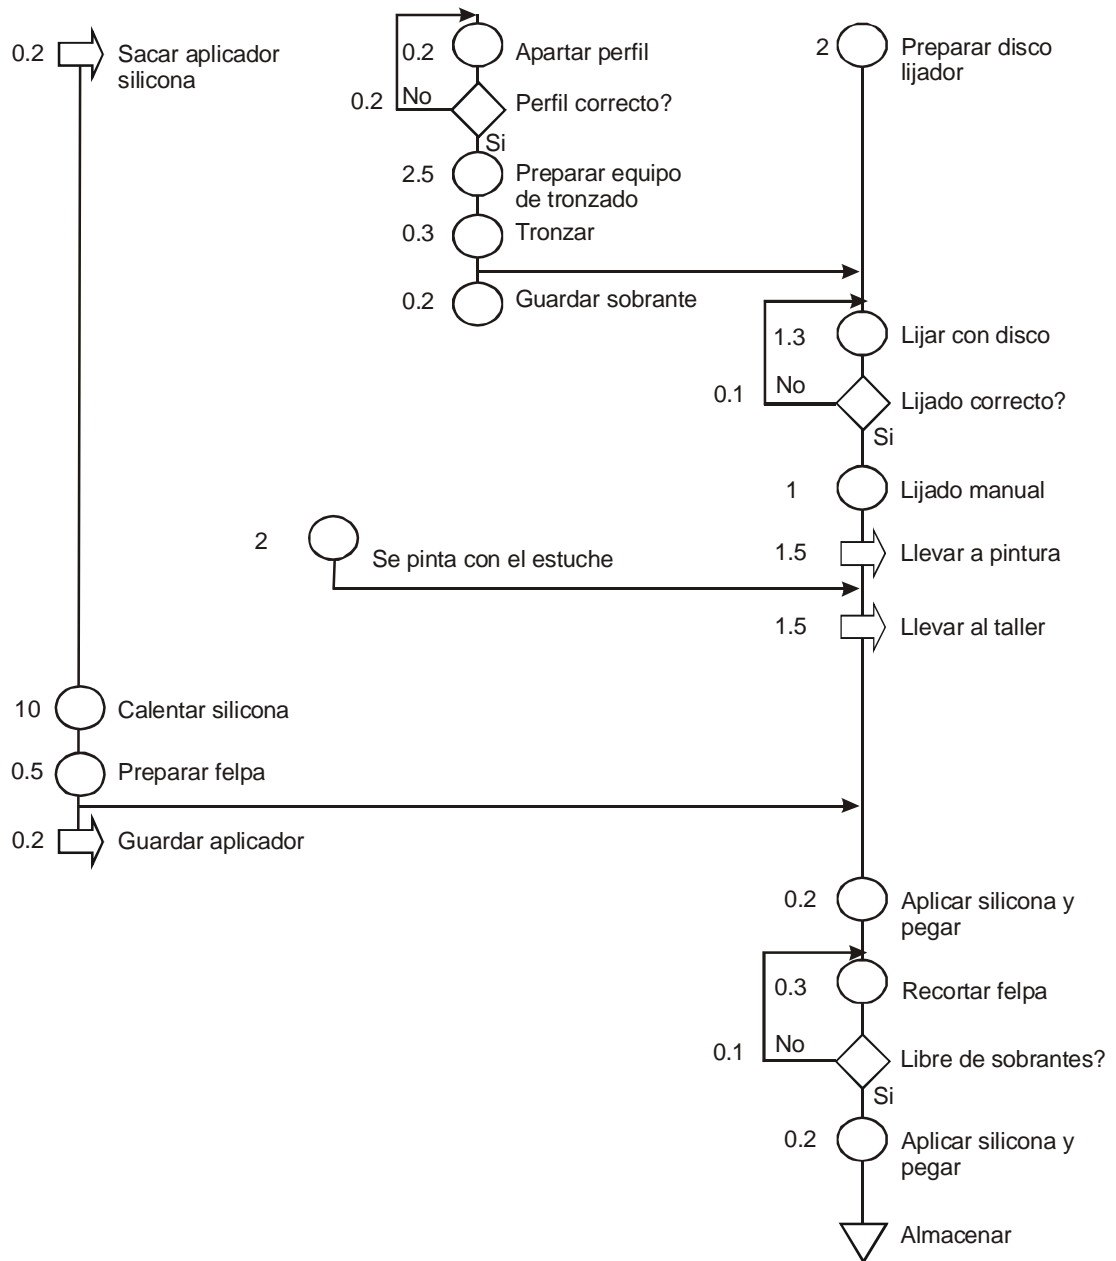 0.2
Sacar aplicador
silicona
0.2
Apartar perfil
2
Preparar disco
lijador
0.2
No
Perfil correcto?
Si
2.5
Preparar equipo
de tronzado
0.3
Tronzar
0.2
Guardar sobrante
1.3
Lijar con disco
0.1
No
Lijado correcto?
Si
1
Lijado manual
2
Se pinta con el estuche
1.5
Llevar a pintura
1.5
Llevar al taller
10
Calentar silicona
0.5
Preparar felpa
0.2
Guardar aplicador
0.2
Aplicar silicona y
pegar
0.3
Recortar felpa
0.1
No
Libre de sobrantes?
Si
0.2
Aplicar silicona y
pegar
Almacenar